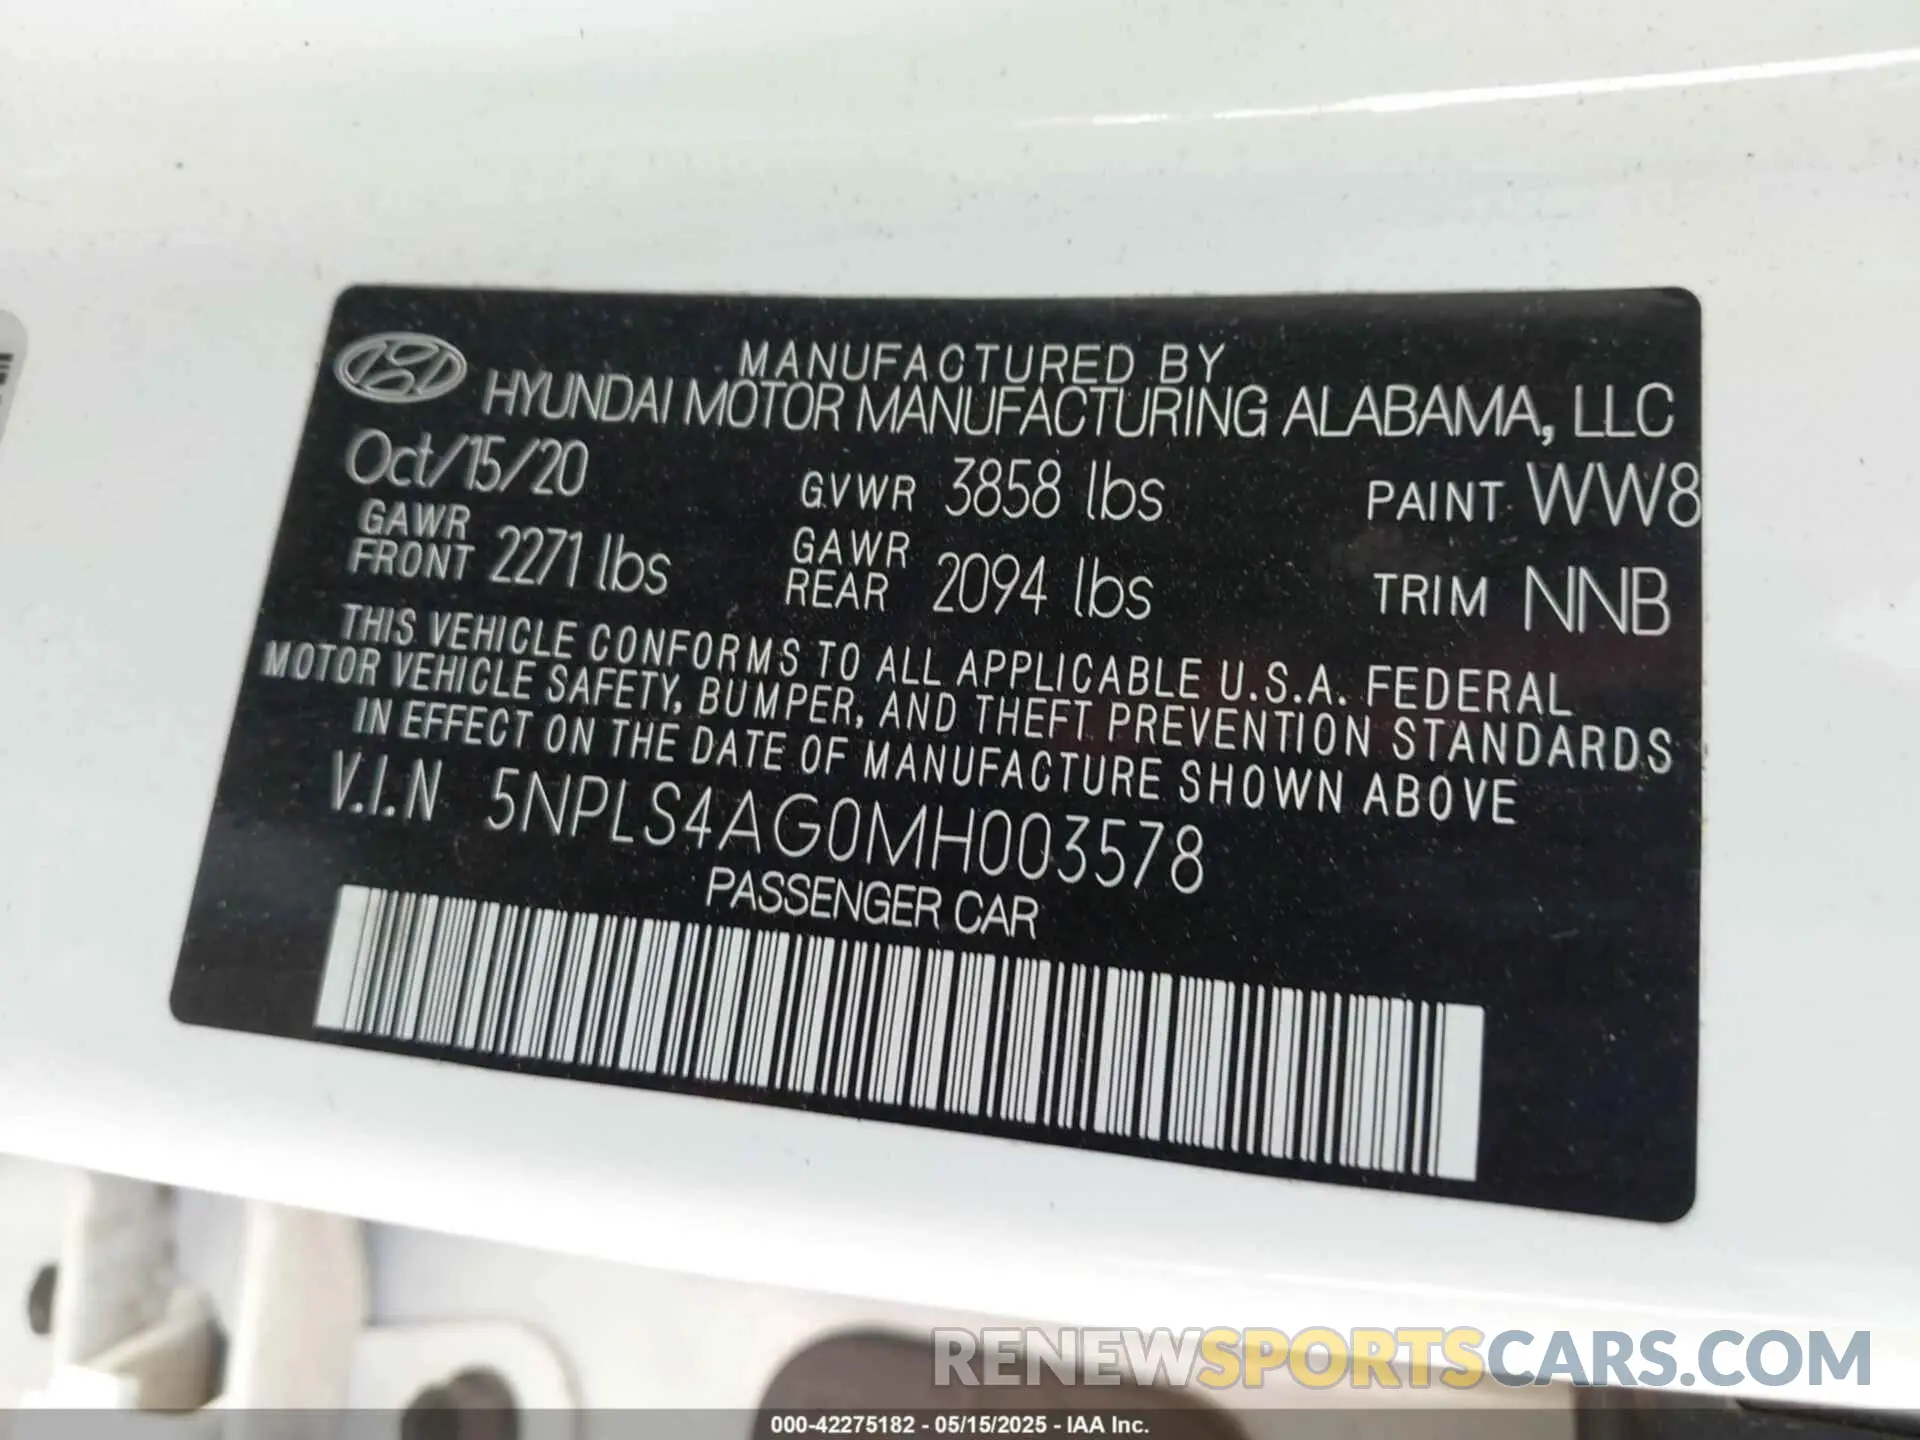 MANUFACTURED BY
HYUNDAI MOTOR MANUFACTURING ALABAMA, LLC
Oct/15/20 GVWR 3858 lbs PAINT WW8
GAWR FRONT 2271 lbs GAWR REAR 2094 lbs TRIM NNB
THIS VEHICLE CONFORMS TO ALL APPLICABLE U.S.A. FEDERAL
MOTOR VEHICLE SAFETY, BUMPER, AND THEFT PREVENTION STANDARDS
IN EFFECT ON THE DATE OF MANUFACTURE SHOWN ABOVE
V.I.N 5NPLS4AG0MH003578
PASSENGER CAR
RENEWSPORTSCARS.COM
000-42275182 - 05/15/2025 - IAA Inc.